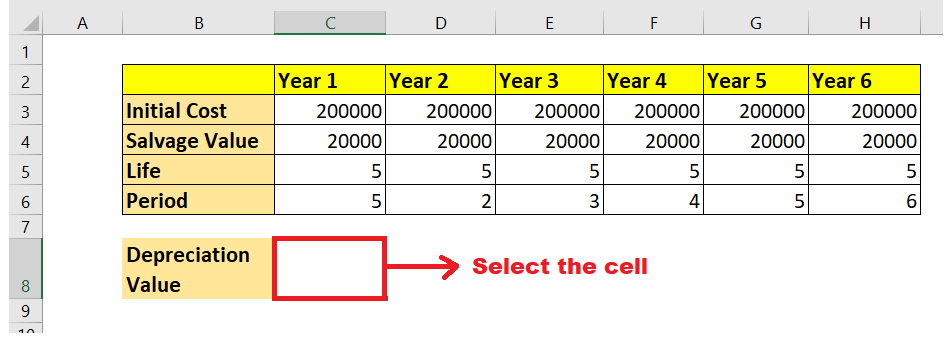 A B C D E F G H
1
2 Year 1 Year 2 Year 3 Year 4 Year 5 Year 6
3 Initial Cost 200000 200000 200000 200000 200000 200000
4 Salvage Value 20000 20000 20000 20000 20000 20000
5 Life 5 5 5 5 5 5
6 Period 5 2 3 4 5 6
7
Depreciation
Select the cell
8 Value
9
10